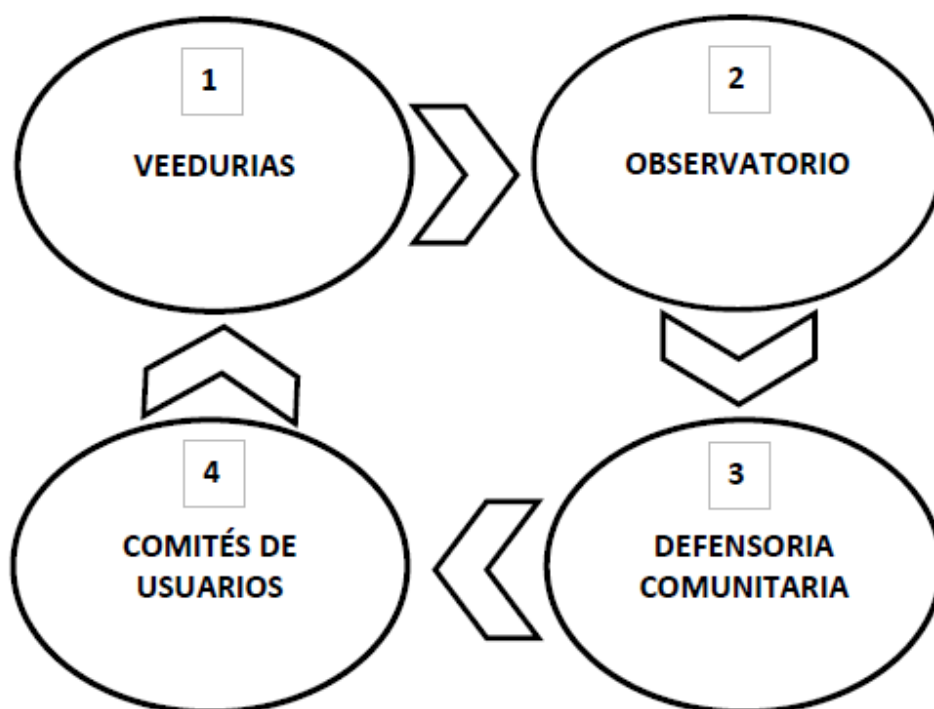 1
VEEDURIAS
2
OBSERVATORIO
3
DEFENSORIA
COMUNITARIA
4
COMITÉS DE
USUARIOS